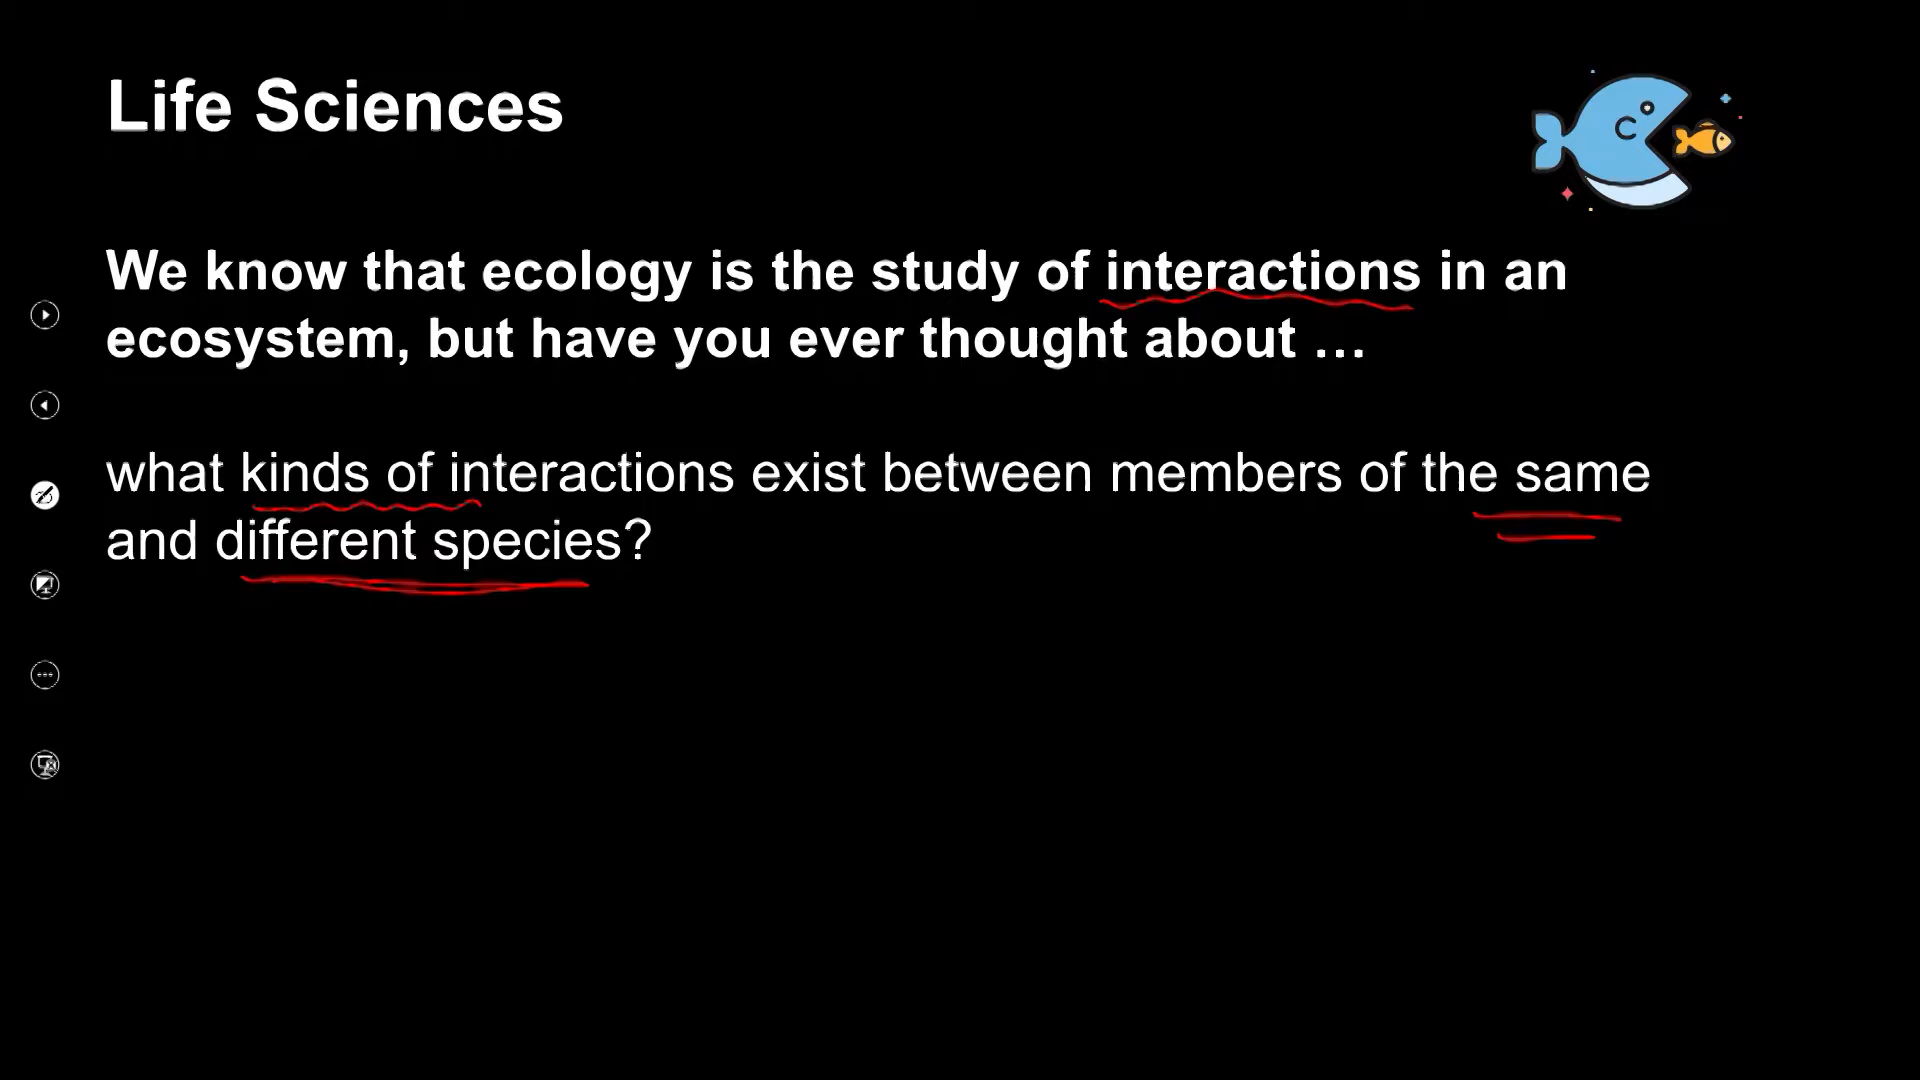 Life Sciences
We know that ecology is the study of interactions in an
ecosystem, but have you ever thought about …
what kinds of interactions exist between members of the same
and different species?